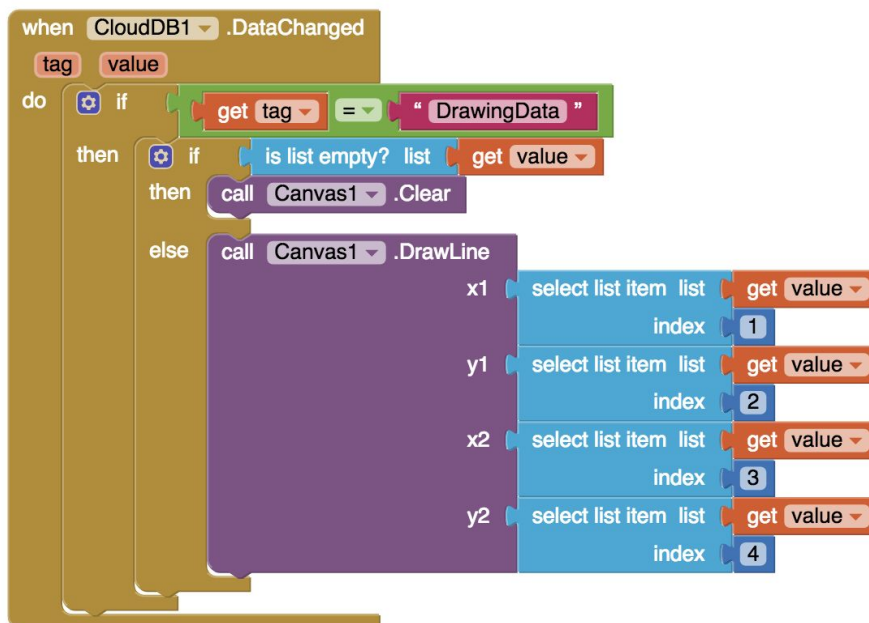 when CloudDB1 .DataChanged
tag value
do if get tag = “ DrawingData ”
then if is list empty? list get value
then call Canvas1 .Clear
else call Canvas1 .DrawLine
x1 select list item list get value
index 1
y1 select list item list get value
index 2
x2 select list item list get value
index 3
y2 select list item list get value
index 4